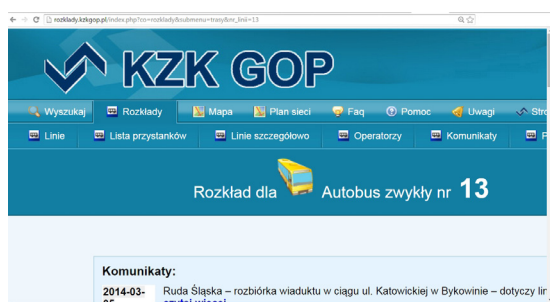 rozklady.kzkgop.pl/index.php?co=rozklady&submenu=trasy&nr_linii=13
KZK GOP
Wyszukaj Rozkłady Mapa Plan sieci Faq Pomoc Uwagi
Linie Lista przystanków Linie szczegółowo Operatorzy Komunikaty
Rozkład dla Autobus zwykły nr 13
Komunikaty:
2014-03- Ruda Śląska – rozbiórka wiaduktu w ciągu ul. Katowickiej w Bykowinie – dotyczy